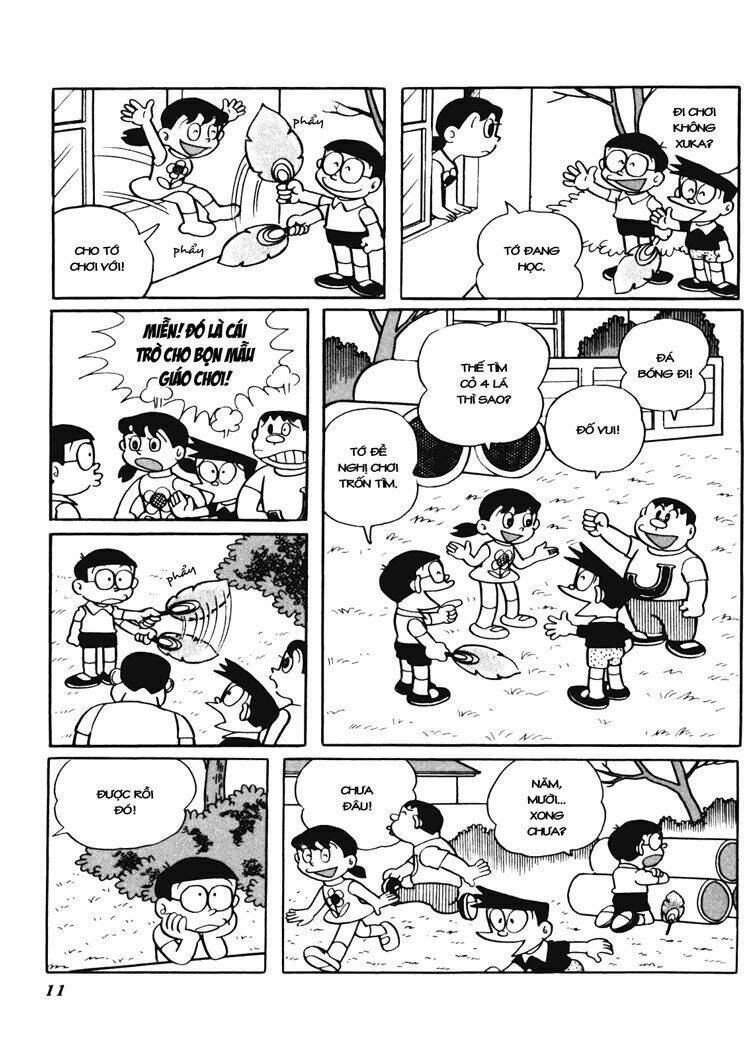 ĐI CHƠI
KHÔNG
XUKA?
TỚ ĐANG
HỌC.
phẩy
phẩy
CHO TỚ
CHƠI VỚI!
ĐÁ
BÓNG ĐI!
ĐỐ VUI!
THẾ TÌM
CỎ 4 LÁ
THÌ SAO?
TỚ ĐỀ
NGHỊ CHƠI
TRỐN TÌM.
MIỄN! ĐÓ LÀ CÁI
TRÒ CHO BỌN MẪU
GIÁO CHƠI!
phẩy
NĂM,
MƯỜI...
XONG
CHƯA?
CHƯA
ĐÂU!
ĐƯỢC RỒI
ĐÓ!
11